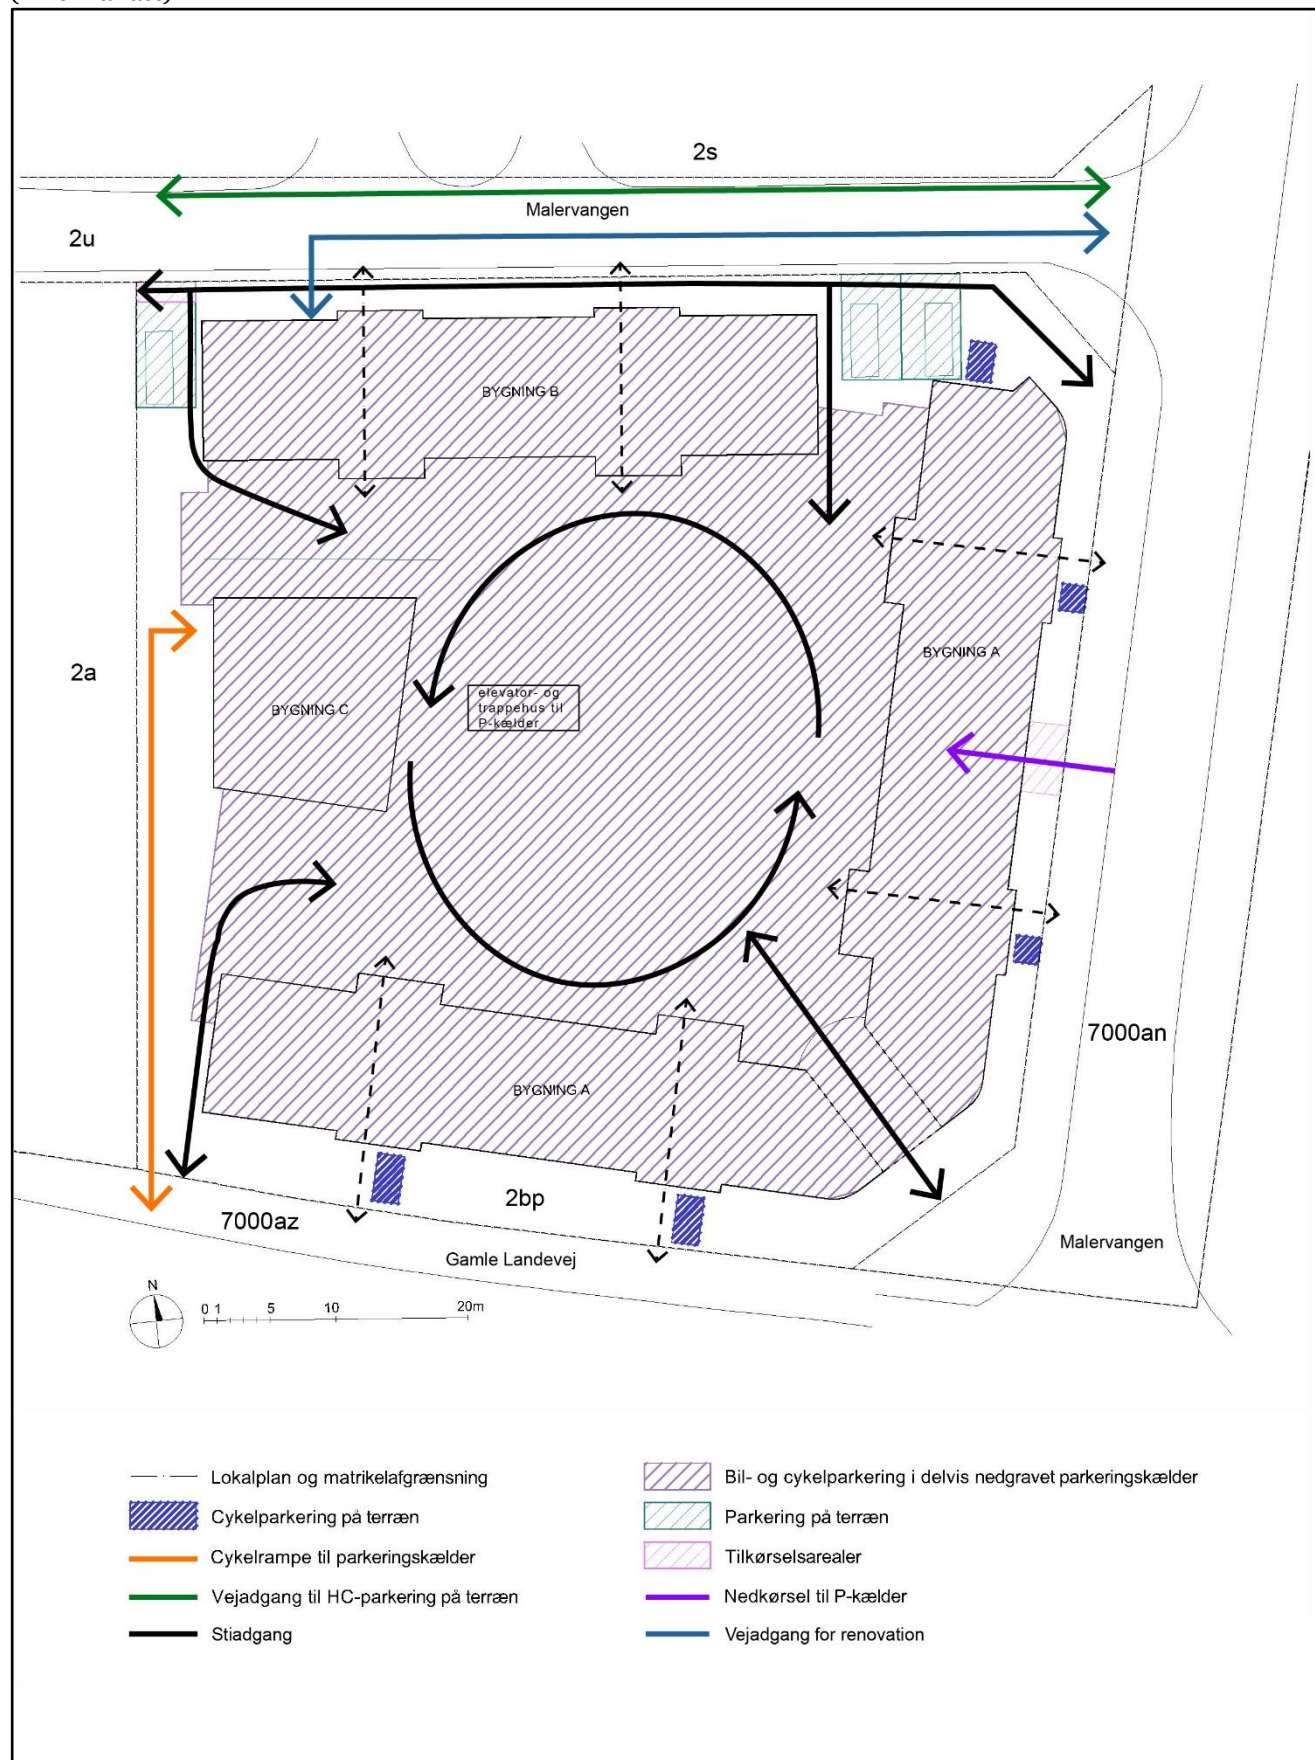 2s
Malervangen
2u
BYGNING B
2a
BYGNING A
elevator- og
trappehus til
P-kælder
BYGNING C
7000an
BYGNING A
2bp
7000az
Malervangen
Gamle Landevej
N
0 1 5 10 20m
Lokalplan og matrikelafgrænsning
Bil- og cykelparkering i delvis nedgravet parkeringskælder
Cykelparkering på terræn
Parkering på terræn
Cykelrampe til parkeringskælder
Tilkørselsarealer
Vejadgang til HC-parkering på terræn
Nedkørsel til P-kælder
Stiadgang
Vejadgang for renovation